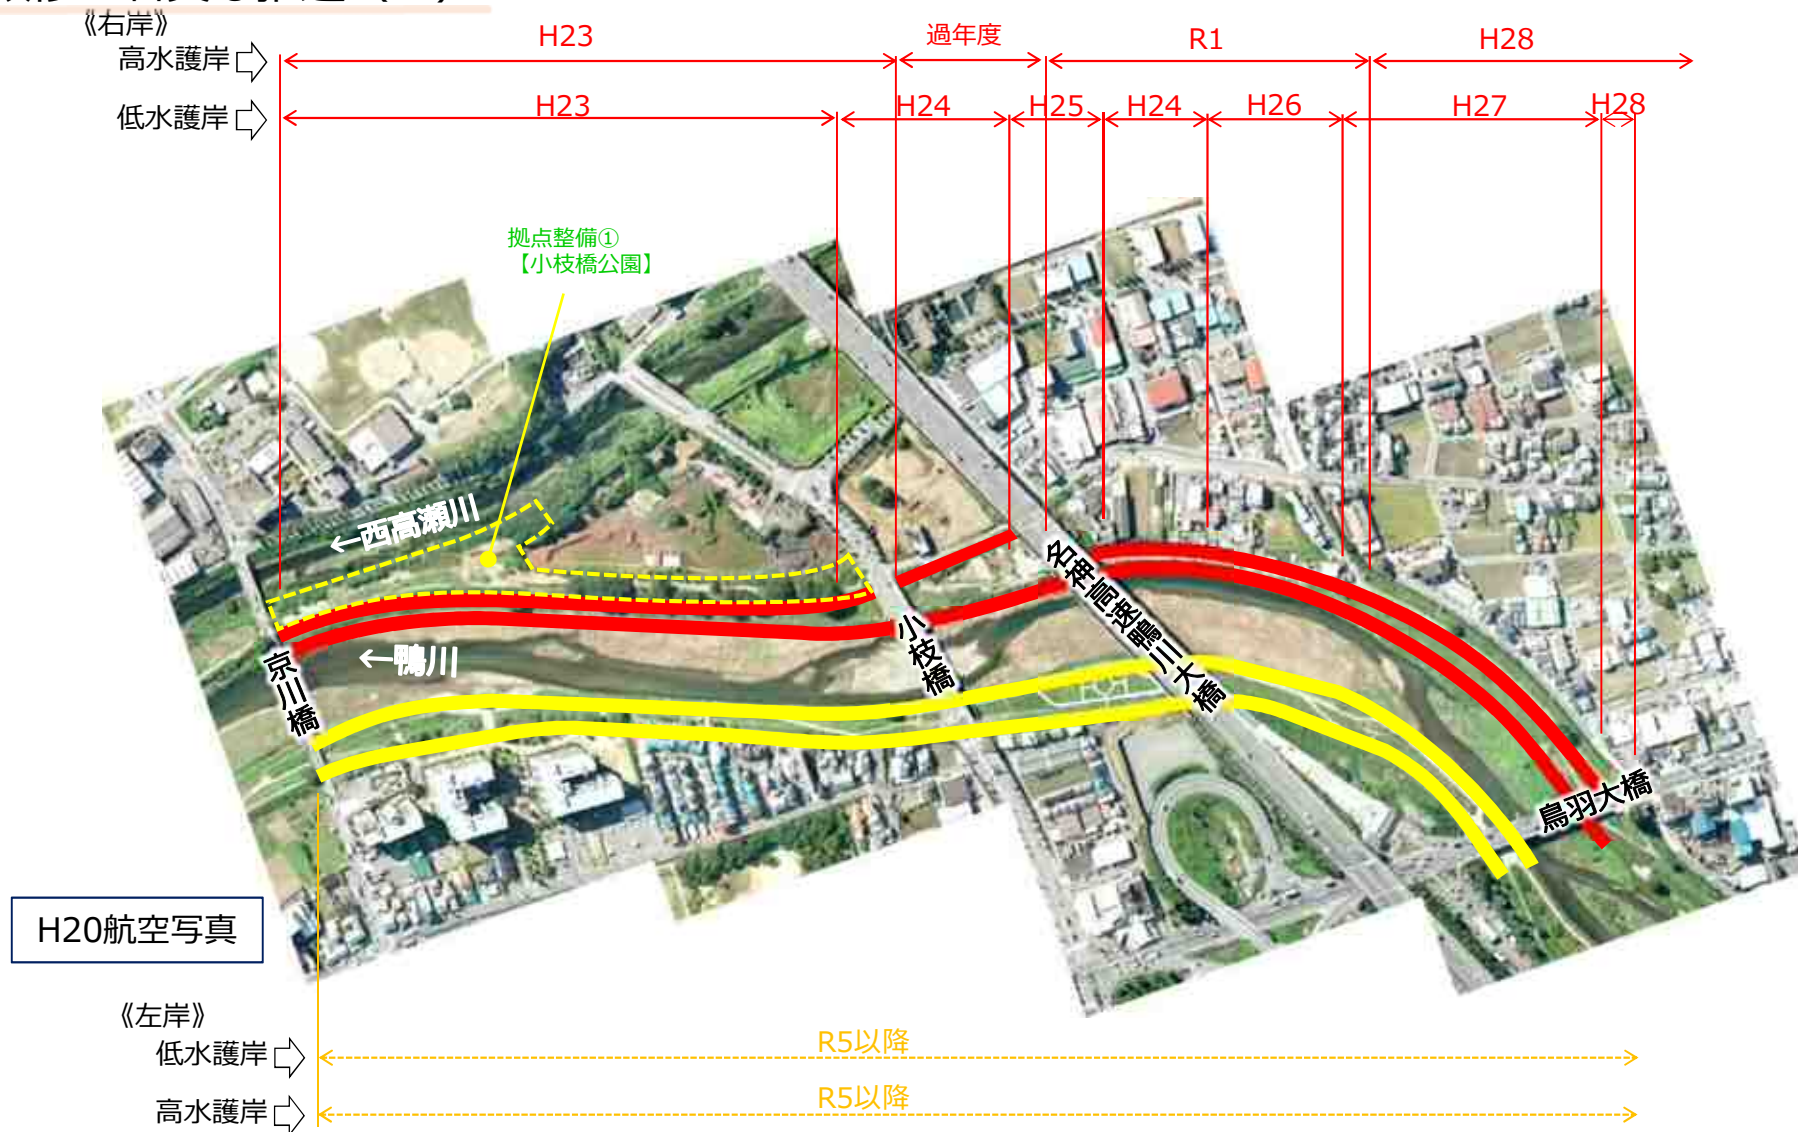 《右岸》
高水護岸
H23
過年度
R1
H28
低水護岸
H23
H24
H25
H24
H26
H27
H28
拠点整備①
【小枝橋公園】
←西高瀬川
←鴨川
京川橋
小枝橋
名神高速鴨川大橋
鳥羽大橋
H20航空写真
《左岸》
低水護岸
R5以降
高水護岸
R5以降